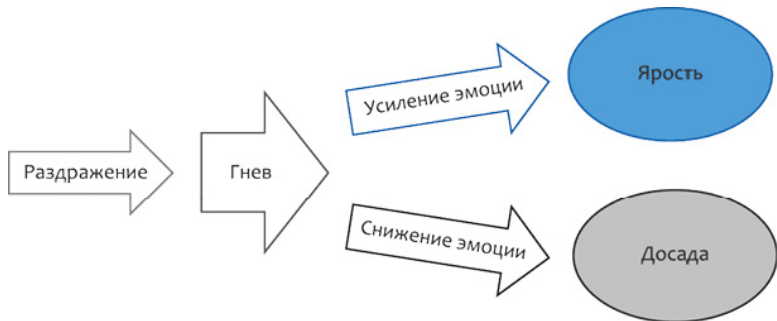 Раздражение
Гнев
Усиление эмоции
Ярость
Снижение эмоции
Досада